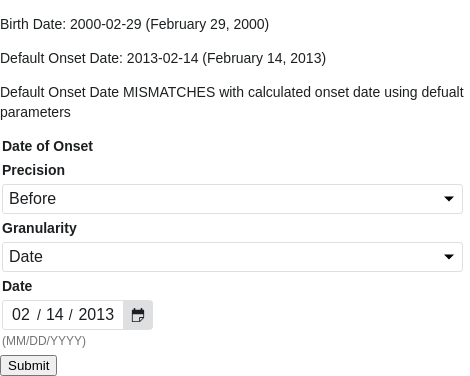 Birth Date: 2000-02-29 (February 29, 2000)
Default Onset Date: 2013-02-14 (February 14, 2013)
Default Onset Date MISMATCHES with calculated onset date using defualt
parameters
Date of Onset
Precision
Before
Granularity
Date
Date
02 / 14 / 2013
(MM/DD/YYYY)
Submit